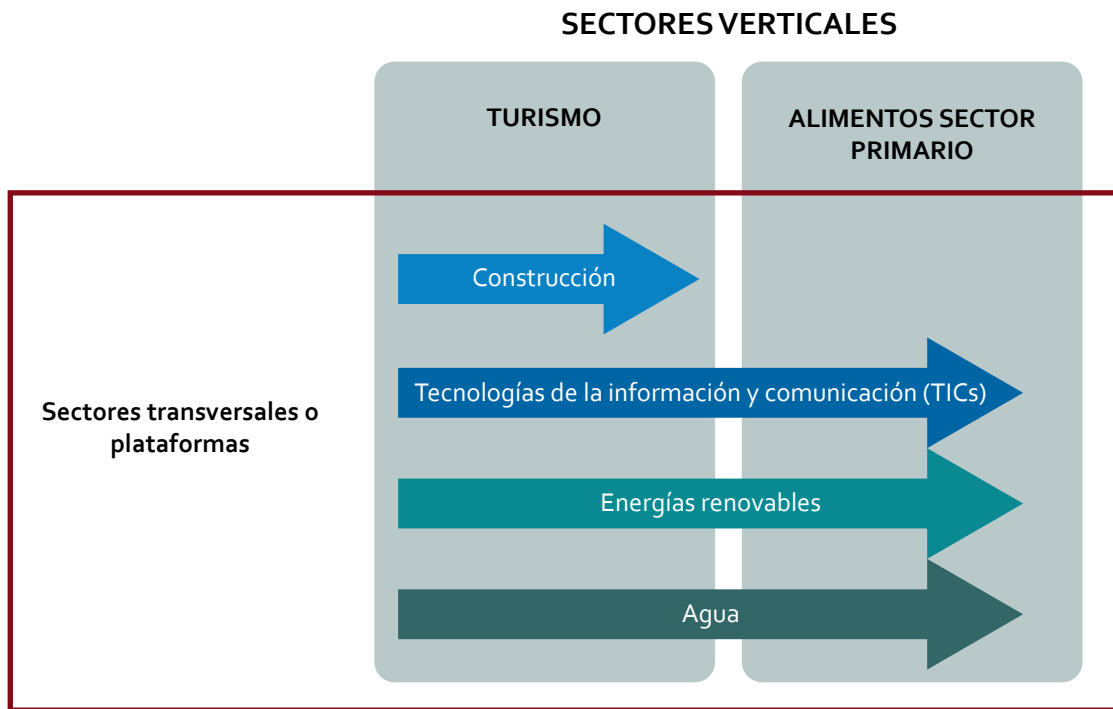 SECTORES VERTICALES
TURISMO
ALIMENTOS SECTOR
PRIMARIO
Construcción
Tecnologías de la información y comunicación (TICs)
Sectores transversales o
plataformas
Energías renovables
Agua